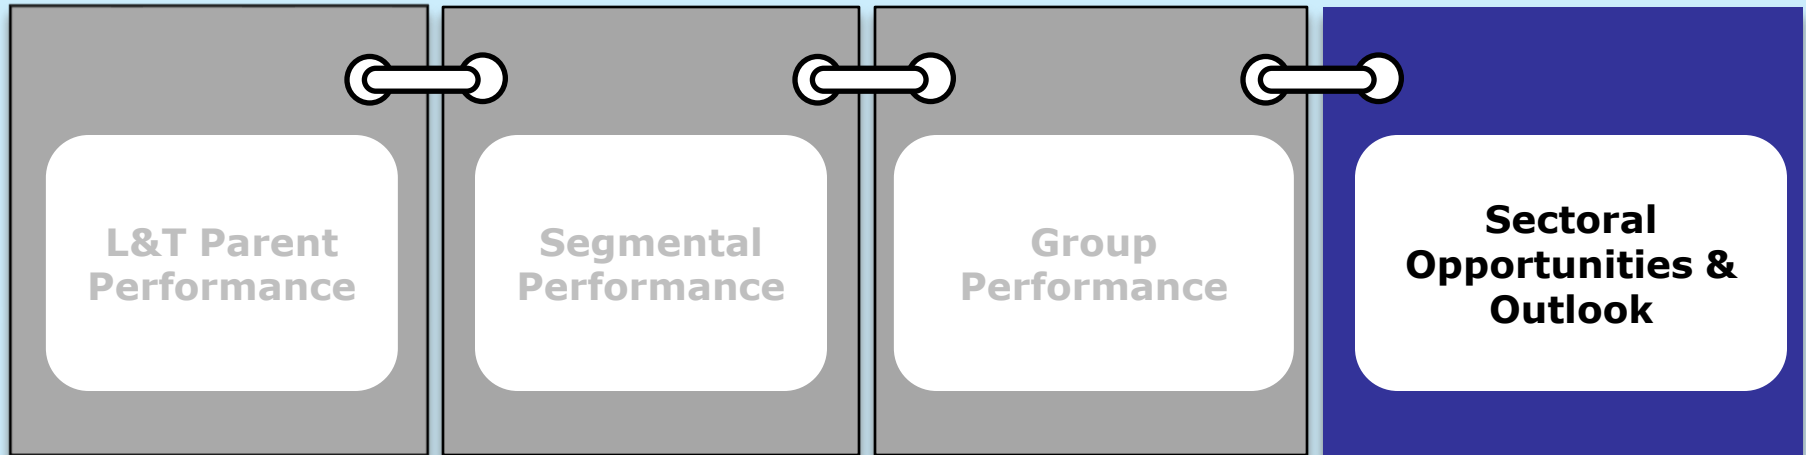 L&T Parent
Performance
Segmental
Performance
Group
Performance
Sectoral
Opportunities &
Outlook